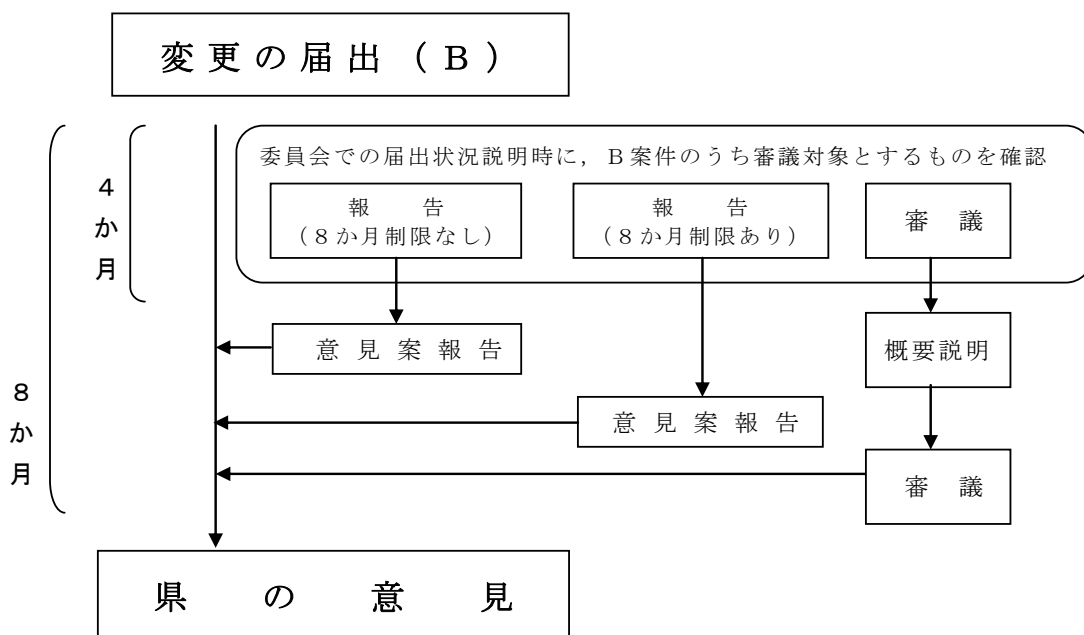 変更の届出（Ｂ）
４か月
８か月
委員会での届出状況説明時に，Ｂ案件のうち審議対象とするものを確認
報　　告
（８か月制限なし）
報　　告
（８か月制限あり）
審　議
意見案報告
概要説明
意見案報告
審　議
県　の　意　見